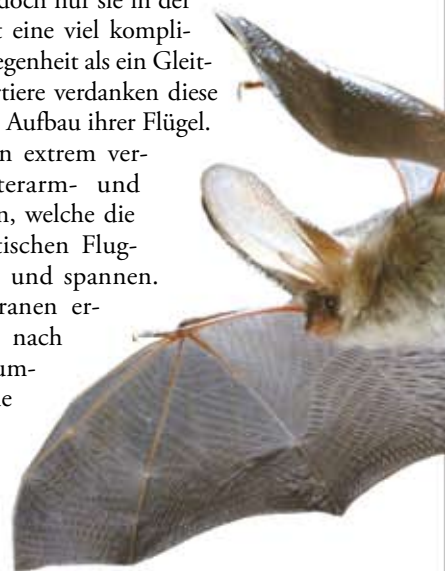 doch nur sie in der
t eine viel kompli-
egenheit als ein Gleit-
rtiere verdanken diese
Aufbau ihrer Flügel.
n extrem ver-
terarm- und
n, welche die
tischen Flug-
und spannen.
ranen er-
nach
um-
e